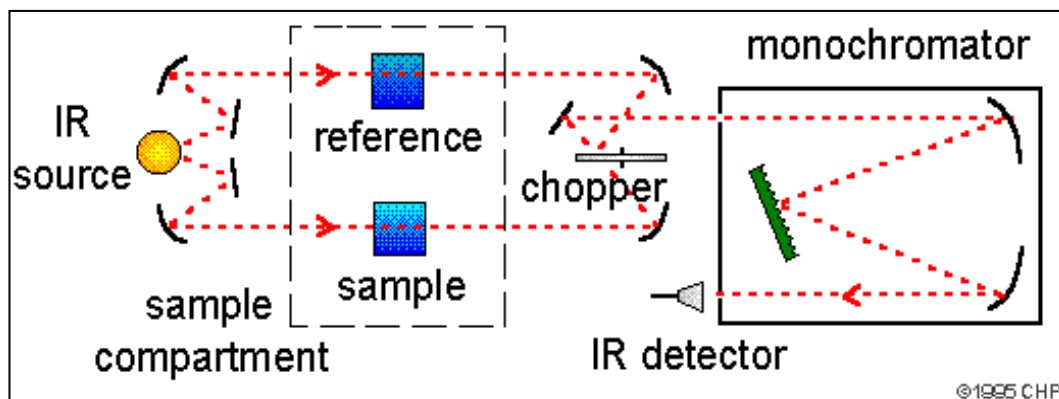 monochromator
IR
source
reference
chopper
sample
sample
compartment
IR detector
©1995 CHP